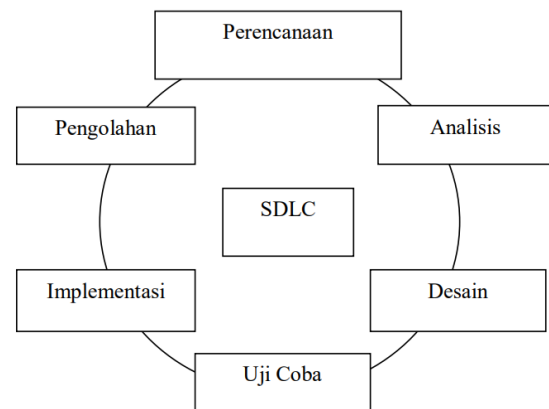 Perencanaan
Pengolahan
Analisis
SDLC
Implementasi
Desain
Uji Coba